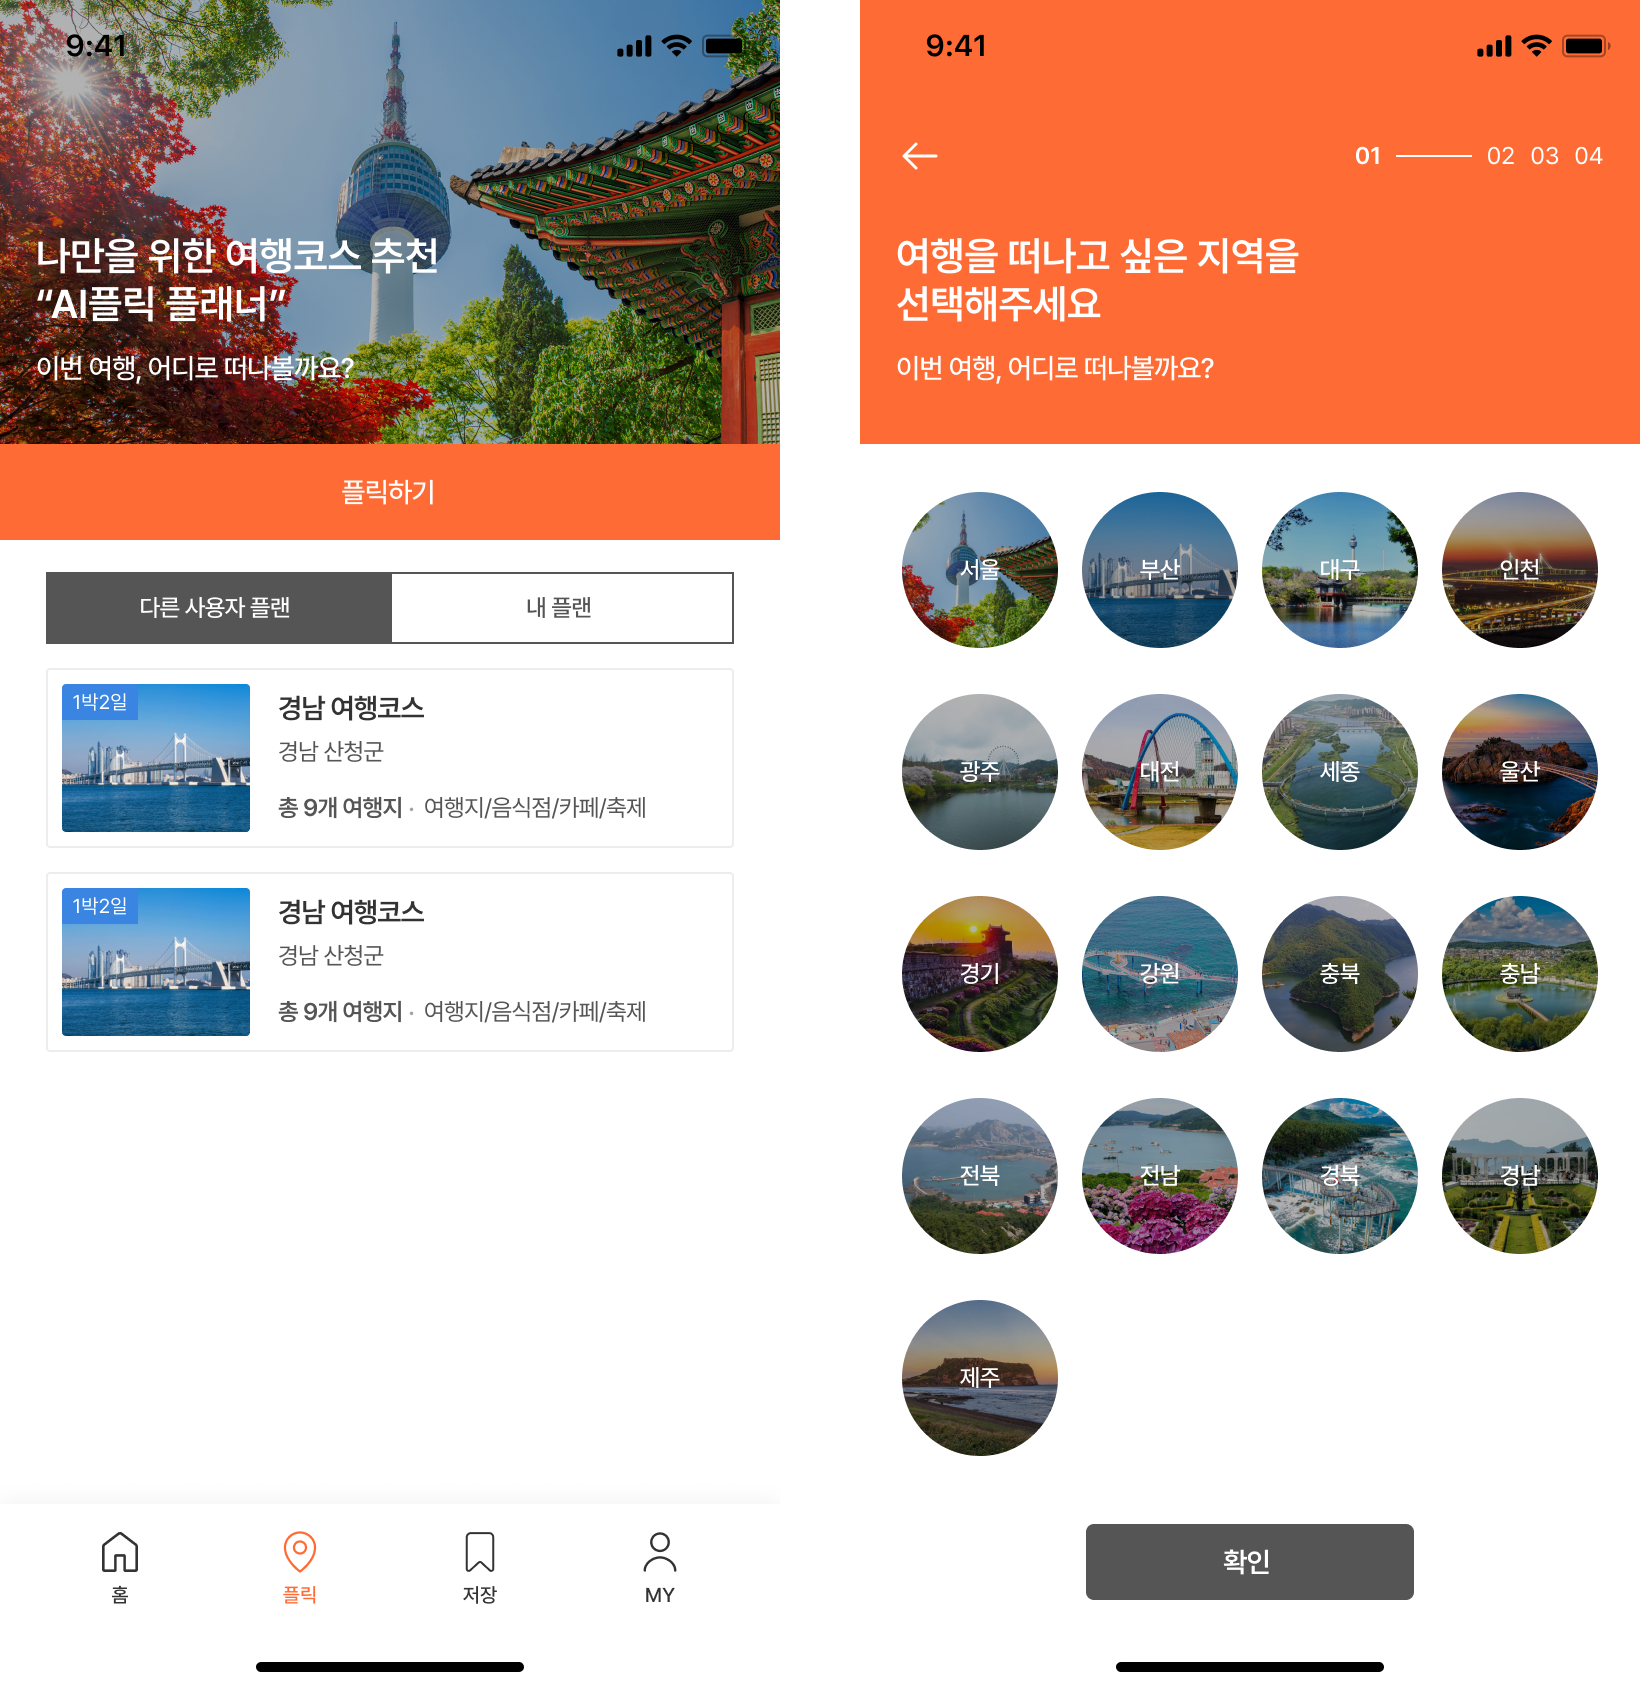 9:41
나만을 위한 여행코스 추천
“AI플릭 플래너”
이번 여행, 어디로 떠나볼까요?
플릭하기
다른 사용자 플랜
내 플랜
1박2일
경남 여행코스
경남 산청군
총 9개 여행지 · 여행지/음식점/카페/축제
1박2일
경남 여행코스
경남 산청군
총 9개 여행지 · 여행지/음식점/카페/축제
홈
플릭
저장
MY
9:41
01 02 03 04
여행을 떠나고 싶은 지역을
선택해주세요
이번 여행, 어디로 떠나볼까요?
서울
부산
대구
인천
광주
대전
세종
울산
경기
강원
충북
충남
전북
전남
경북
경남
제주
확인